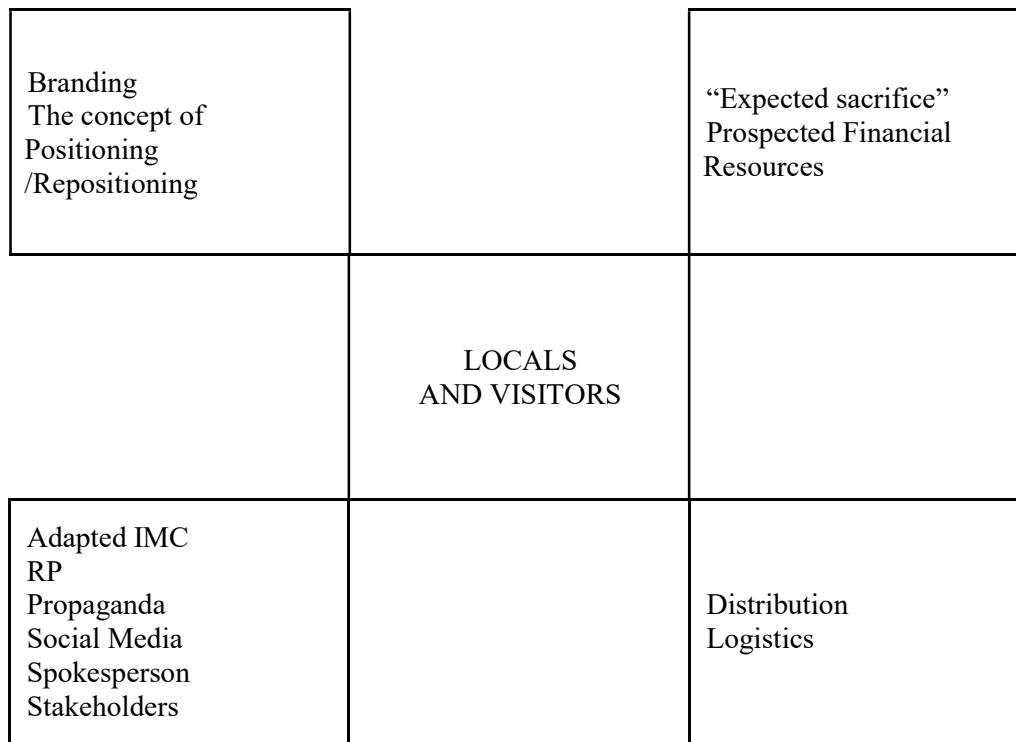 Branding
The concept of
Positioning
/Repositioning
“Expected sacrifice”
Prospected Financial
Resources
LOCALS
AND VISITORS
Adapted IMC
RP
Propaganda
Social Media
Spokesperson
Stakeholders
Distribution
Logistics